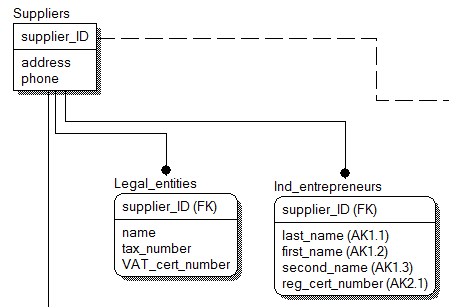 Suppliers
supplier_ID
address
phone
Legal_entities
supplier_ID (FK)
name
tax_number
VAT_cert_number
Ind_entrepreneurs
supplier_ID (FK)
last_name (AK1.1)
first_name (AK1.2)
second_name (AK1.3)
reg_cert_number (AK2.1)